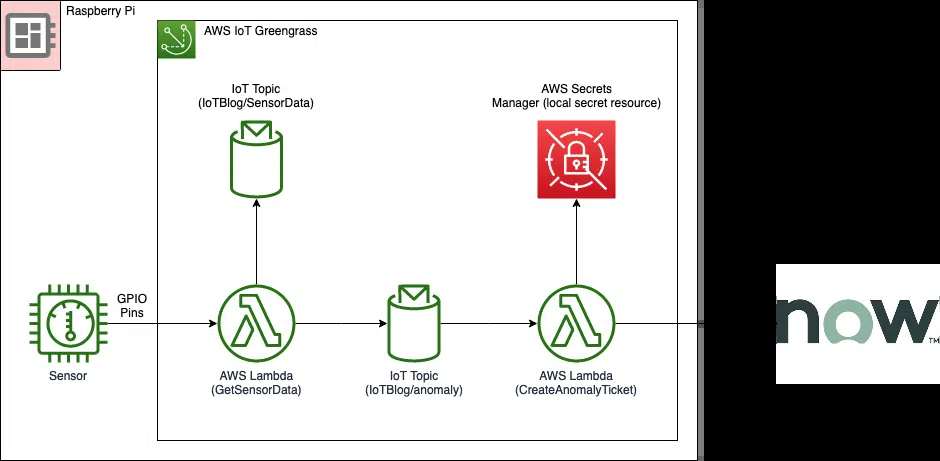 Raspberry Pi
AWS IoT Greengrass
IoT Topic
(IoTBlog/SensorData)
AWS Secrets
Manager (local secret resource)
GPIO
Pins
Sensor
AWS Lambda
(GetSensorData)
IoT Topic
(IoTBlog/anomaly)
AWS Lambda
(CreateAnomalyTicket)
now™